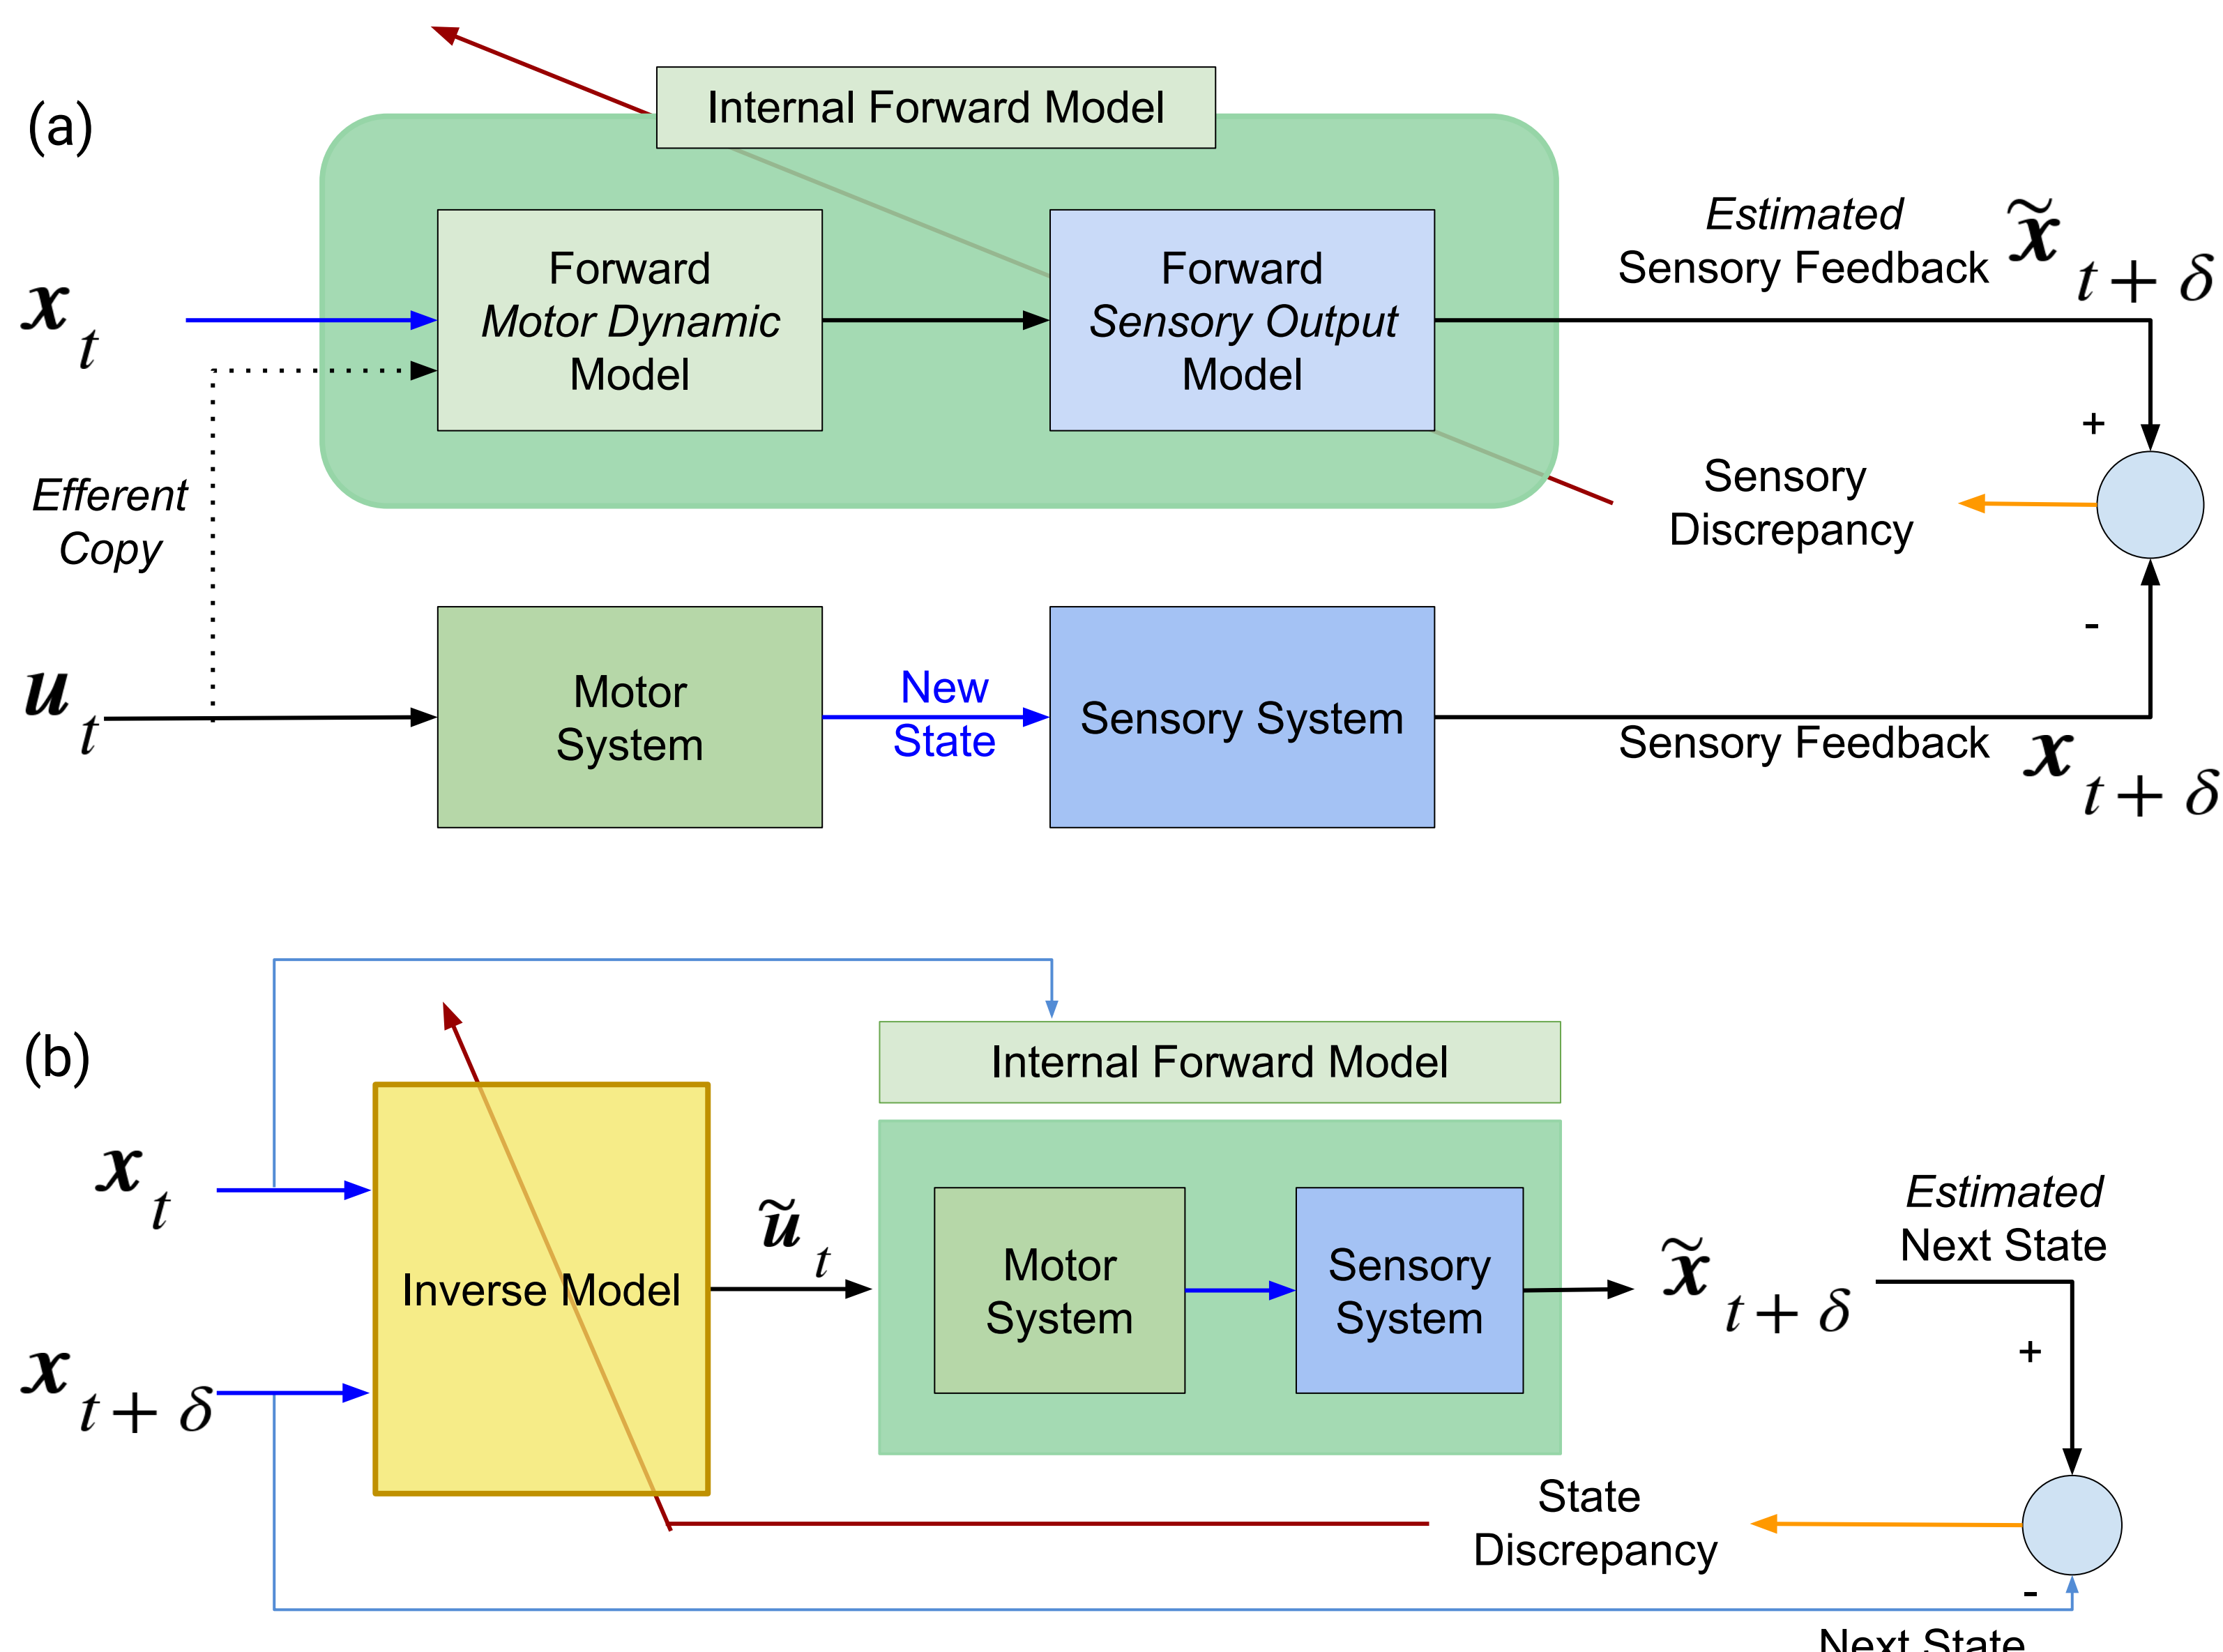 (a)
Internal Forward Model
Forward
Motor Dynamic
Model
Forward
Sensory Output
Model
Estimated
Sensory Feedback x̃ t + δ
x t
+
Efferent
Copy
Sensory
Discrepancy
-
u t
Motor
System
New
State
Sensory System
Sensory Feedback x t + δ
(b)
Internal Forward Model
x t
x t + δ
Inverse Model
ũ t
Motor
System
Sensory
System
x̃ t + δ
Estimated
Next State
+
State
Discrepancy
-
Next State